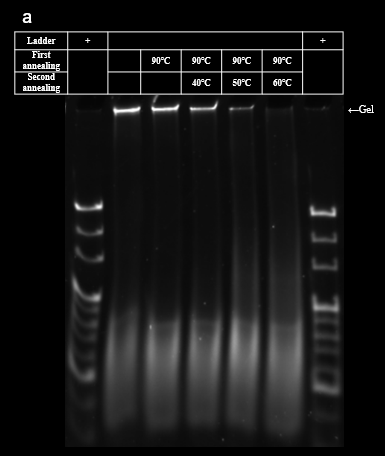 a
Ladder + +
First annealing 90°C 90°C 90°C 90°C
Second annealing 40°C 50°C 60°C
←Gel